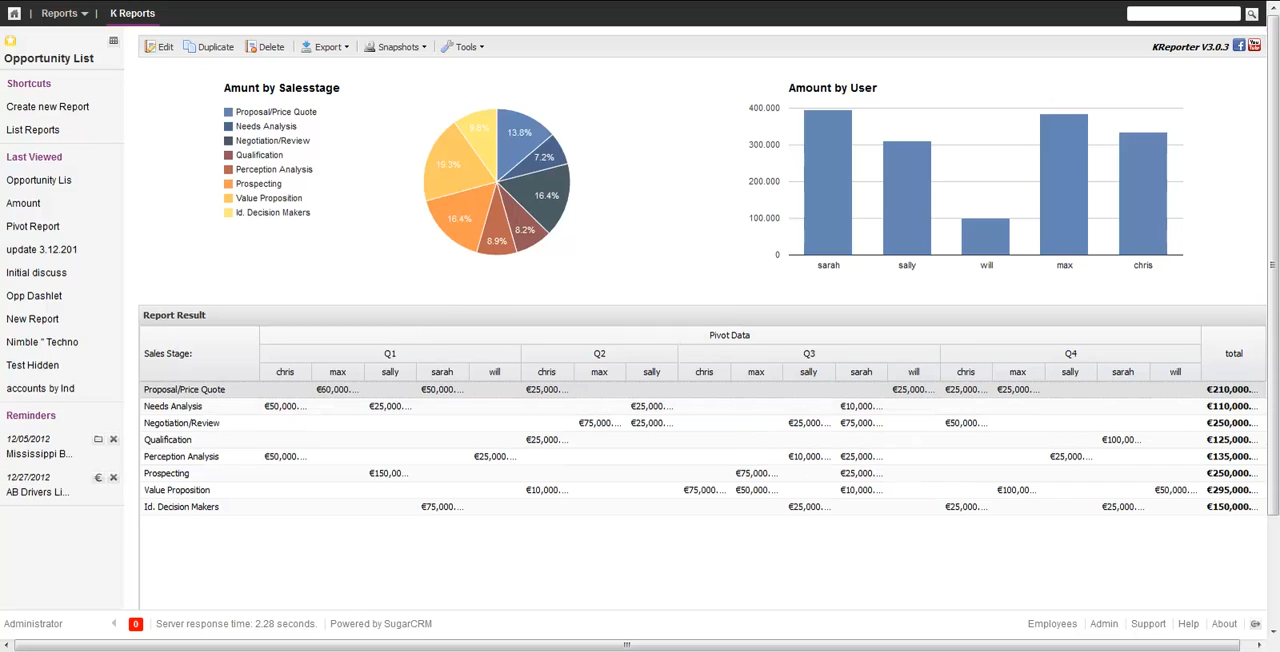 | Reports | K Reports
Opportunity List
Shortcuts
Create new Report
List Reports
Last Viewed
Opportunity Lis
Amount
Pivot Report
update 3.12.201
Initial discuss
Opp Dashlet
New Report
Nimble " Techno
Test Hidden
accounts by Ind
Reminders
12/05/2012
Mississippi B...
12/27/2012 €
AB Drivers Li...
Edit Duplicate Delete Export Snapshots Tools
KReporter V3.0.3 f You Tube
Amunt by Salesstage
Proposal/Price Quote
Needs Analysis
Negotiation/Review
Qualification
Perception Analysis
Prospecting
Value Proposition
Id. Decision Makers
13.8%
7.2%
16.4%
8.2%
8.9%
16.4%
19.3%
9.8%
Amount by User
400.000
300.000
200.000
100.000
0
sarah sally will max chris
Report Result
Sales Stage: Pivot Data total
Q1 Q2 Q3 Q4
chris max sally sarah will chris max sally chris max sally sarah will chris max sally sarah will
Proposal/Price Quote €60,000.... €50,000.... €25,000.... €25,000.... €25,000.... €25,000.... €210,000....
Needs Analysis €50,000.... €25,000.... €25,000.... €10,000.... €110,000....
Negotiation/Review €75,000.... €25,000.... €25,000.... €75,000.... €50,000.... €250,000....
Qualification €25,000.... €100,00... €125,000....
Perception Analysis €50,000.... €25,000.... €10,000.... €25,000.... €25,000.... €135,000....
Prospecting €150,00... €75,000.... €25,000.... €250,000....
Value Proposition €10,000.... €75,000.... €50,000.... €10,000.... €100,00... €50,000.... €295,000....
Id. Decision Makers €75,000.... €25,000.... €25,000.... €25,000.... €150,000....
Administrator 0 Server response time: 2.28 seconds. | Powered by SugarCRM Employees | Admin | Support | Help | About